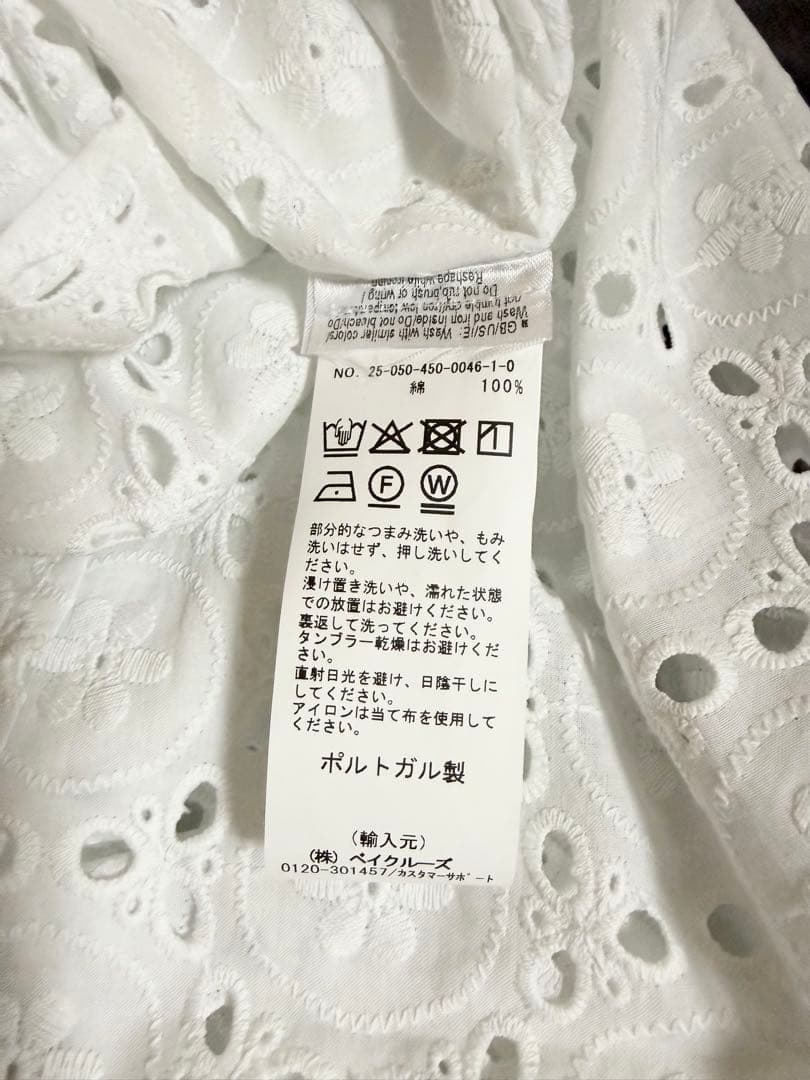 GB/US/IE: Wash with similar colors/
Wash and iron inside/Do not bleach/Do
not tumble dry/Iron low temperature
Do not rub,brush or wring/
Reshape while ironing
NO. 25-050-450-0046-1-0
綿 100%
F W
部分的なつまみ洗いや、もみ
洗いはせず、押し洗いしてく
ださい。
浸け置き洗いや、濡れた状態
での放置はお避けください。
裏返して洗ってください。
タンブラー乾燥はお避けくだ
さい。
直射日光を避け、日陰干しに
してください。
アイロンは当て布を使用して
ください。
ポルトガル製
(輸入元)
(株) ベイクルーズ
0120-301457/カスタマーサポート